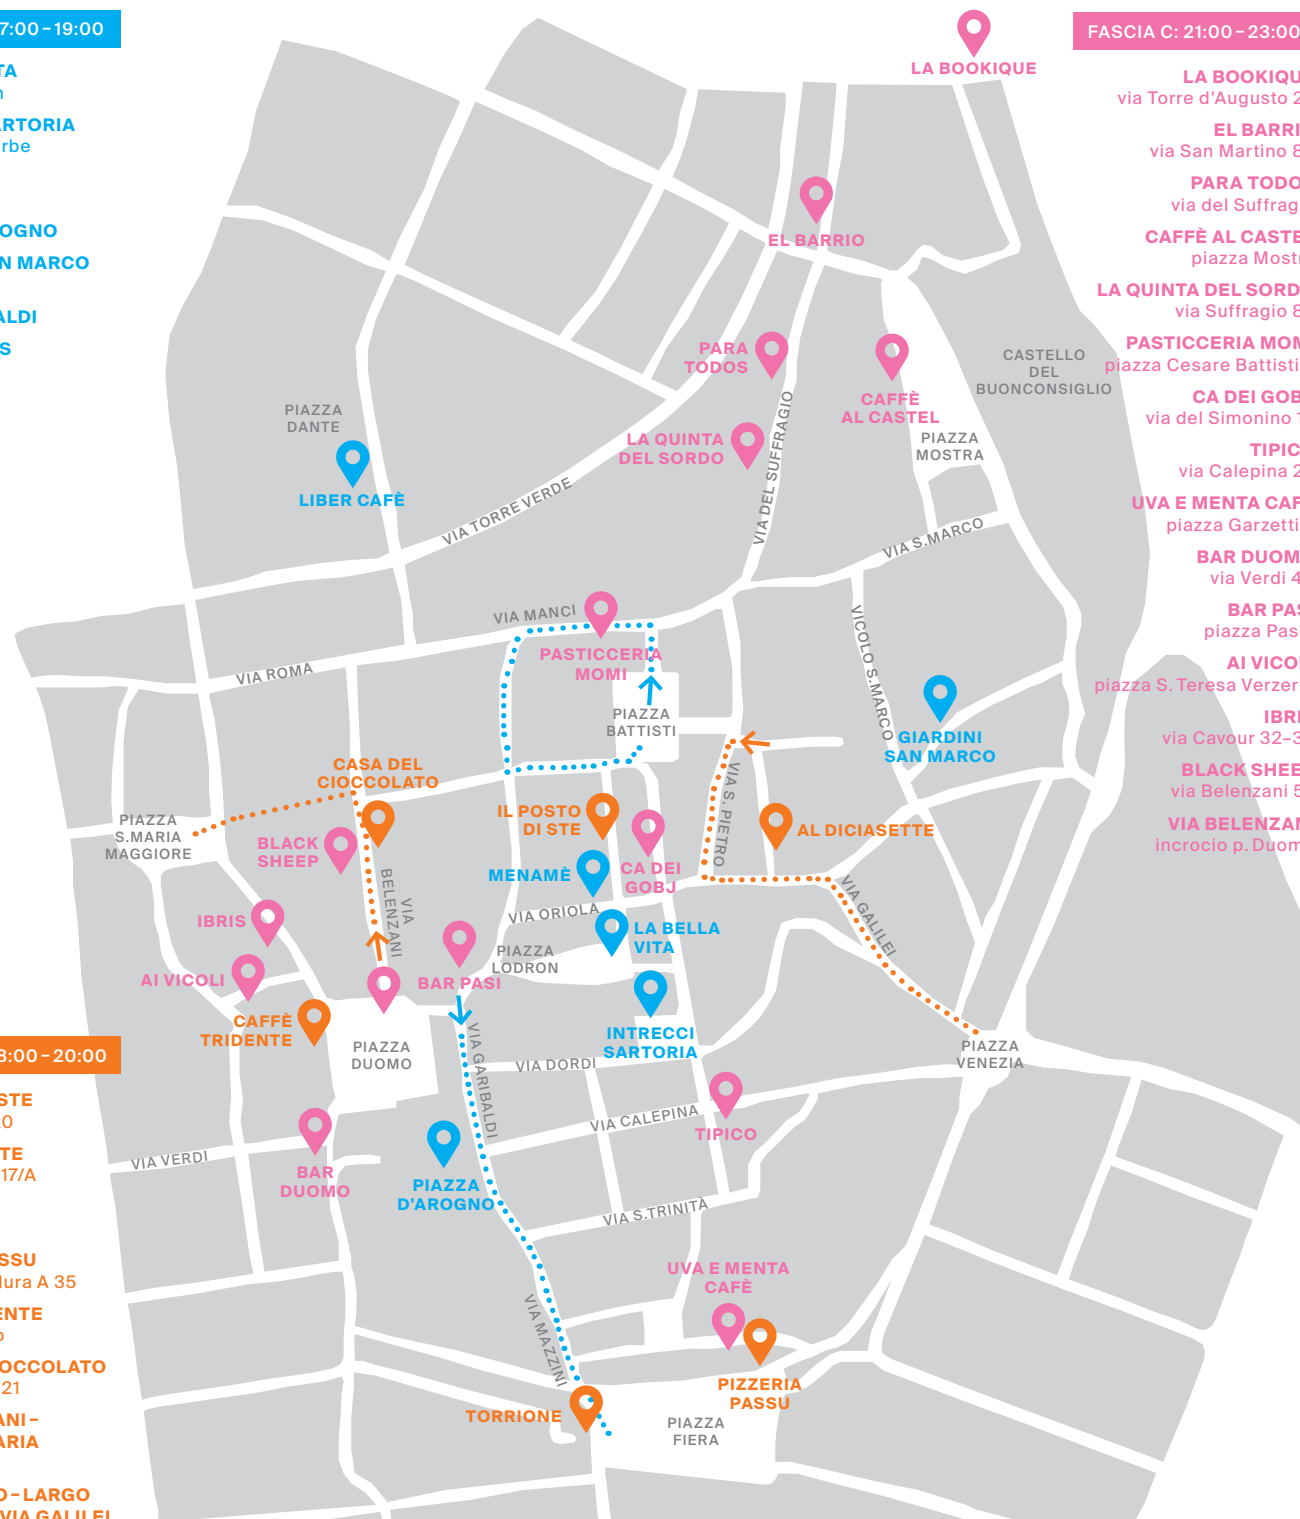 7:00 – 19:00
TA
ARTORIA
rbe
OGNO
N MARCO
ALDI
S
8:00 – 20:00
STE
TE
17/A
SSU
dura A 35
ENTE
OCCOLATO
21
ANI –
ARIA
O – LARGO
VIA GALILEI
LA BOOKIQUE
EL BARRIO
PARA
TODOS
CAFFÈ
AL CASTEL
CASTELLO
DEL
BUONCONSIGLIO
PIAZZA
DANTE
LIBER CAFÈ
LA QUINTA
DEL SORDO
PIAZZA
MOSTRA
VIA DEL SUFFRAGIO
VIA TORRE VERDE
VIA S.MARCO
VIA MANCI
VICOLO S.MARCO
PASTICCERIA
MOMI
VIA ROMA
PIAZZA
BATTISTI
GIARDINI
SAN MARCO
CASA DEL
CIOCCOLATO
VIA S. PIETRO
PIAZZA
S.MARIA
MAGGIORE
IL POSTO
DI STE
AL DICIASETTE
BLACK
SHEEP
MENAMÈ
CA DEI
GOBJ
VIA
BELENZANI
VIA ORIOLA
VIA GALILEI
IBRIS
LA BELLA
VITA
PIAZZA
LODRON
AI VICOLI
BAR PASI
CAFFÈ
TRIDENTE
INTRECCI
SARTORIA
PIAZZA
DUOMO
VIA GARIBALDI
VIA DORDI
PIAZZA
VENEZIA
VIA CALEPINA
TIPICO
VIA VERDI
BAR
DUOMO
PIAZZA
D'AROGNO
VIA S.TRINITÀ
UVA E MENTA
CAFÈ
VIA MAZZINI
PIZZERIA
PASSU
TORRIONE
PIAZZA
FIERA
FASCIA C: 21:00 – 23:00
LA BOOKIQU
via Torre d'Augusto 2
EL BARRI
via San Martino 8
PARA TODO
via del Suffrag
CAFFÈ AL CASTE
piazza Most
LA QUINTA DEL SORD
via Suffragio 8
PASTICCERIA MOM
piazza Cesare Battisti
CA DEI GOB
via del Simonino 1
TIPIC
via Calepina 2
UVA E MENTA CAF
piazza Garzetti
BAR DUOM
via Verdi 4
BAR PAS
piazza Pas
AI VICO
piazza S. Teresa Verzer
IBRI
via Cavour 32–3
BLACK SHEE
via Belenzani 5
VIA BELENZAN
incrocio p. Duom